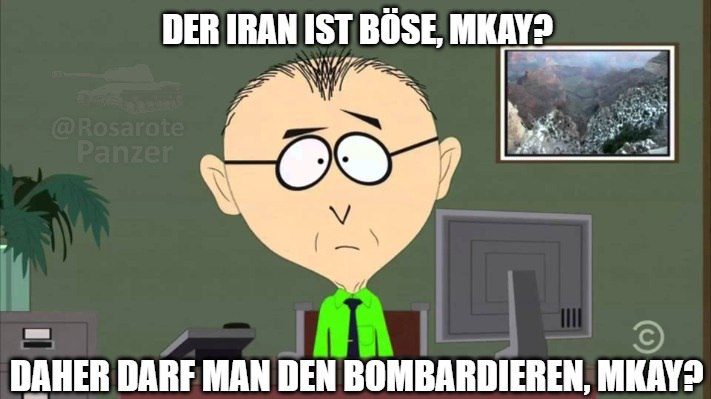 DER IRAN IST BÖSE, MKAY?
@Rosarote
Panzer
DAHER DARF MAN DEN BOMBARDIEREN, MKAY?